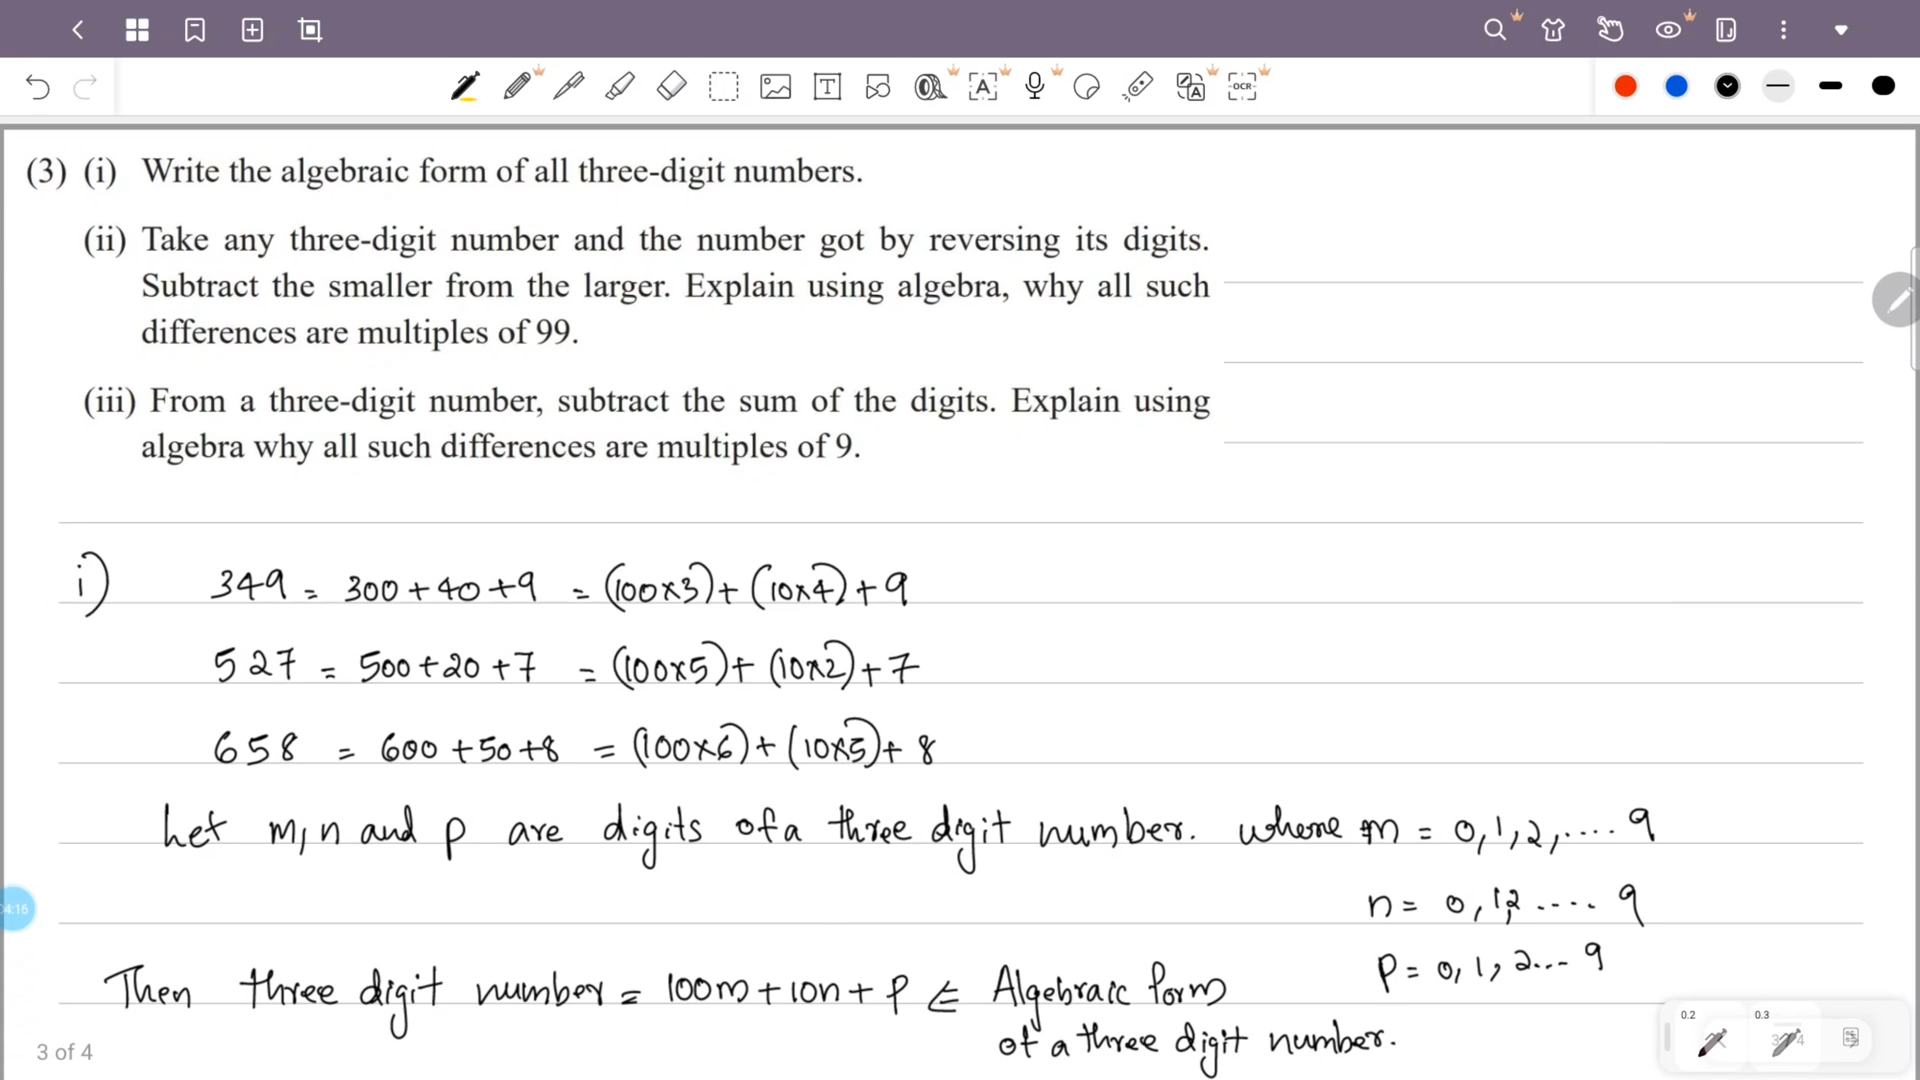 (3) (i) Write the algebraic form of all three-digit numbers.
(ii) Take any three-digit number and the number got by reversing its digits.
Subtract the smaller from the larger. Explain using algebra, why all such
differences are multiples of 99.
(iii) From a three-digit number, subtract the sum of the digits. Explain using
algebra why all such differences are multiples of 9.
i) 349 = 300+40+9 = (100×3)+(10×4)+9
527 = 500+20+7 = (100×5)+(10×2)+7
658 = 600+50+8 = (100×6)+(10×5)+8
Let m, n and p are digits of a three digit number. where m = 0, 1, 2, .... 9
n = 0, 1, 2 .... 9
04:16
p = 0, 1, 2... 9
Then three digit number = 100m+10n+p ⇐ Algebraic form
of a three digit number.
0.2 0.3
3 of 4